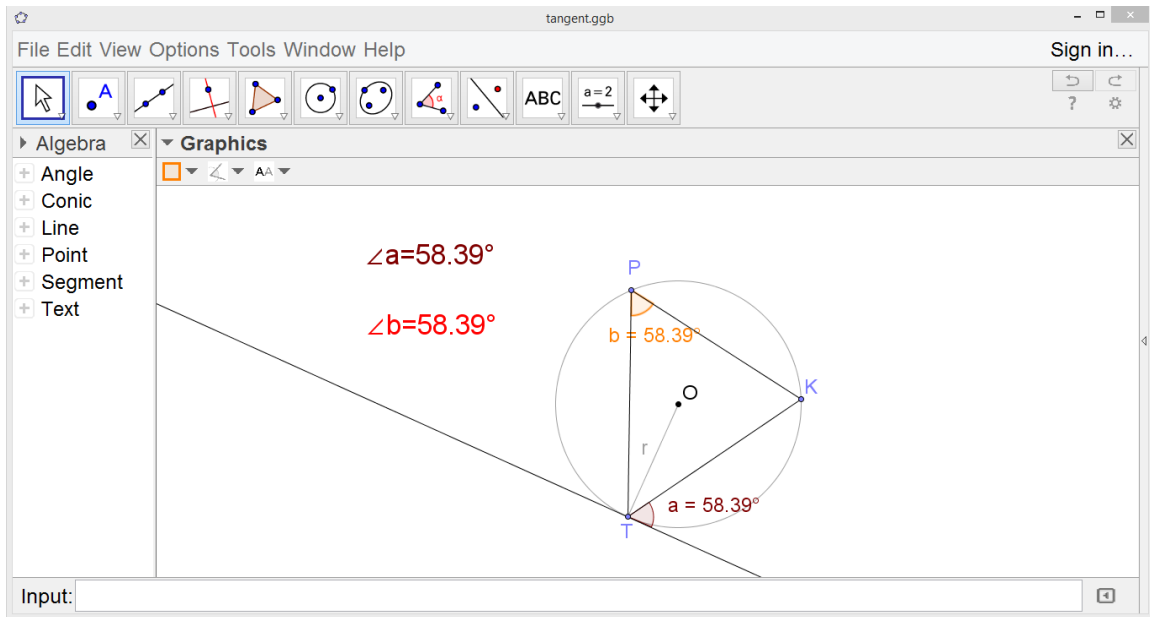 tangent.ggb
File Edit View Options Tools Window Help
Sign in…
A
α
ABC
a=2
?
Algebra
Graphics
AA
Angle
Conic
Line
Point
Segment
Text
∠a=58.39°
∠b=58.39°
P
b = 58.39°
O
K
r
a = 58.39°
T
Input: